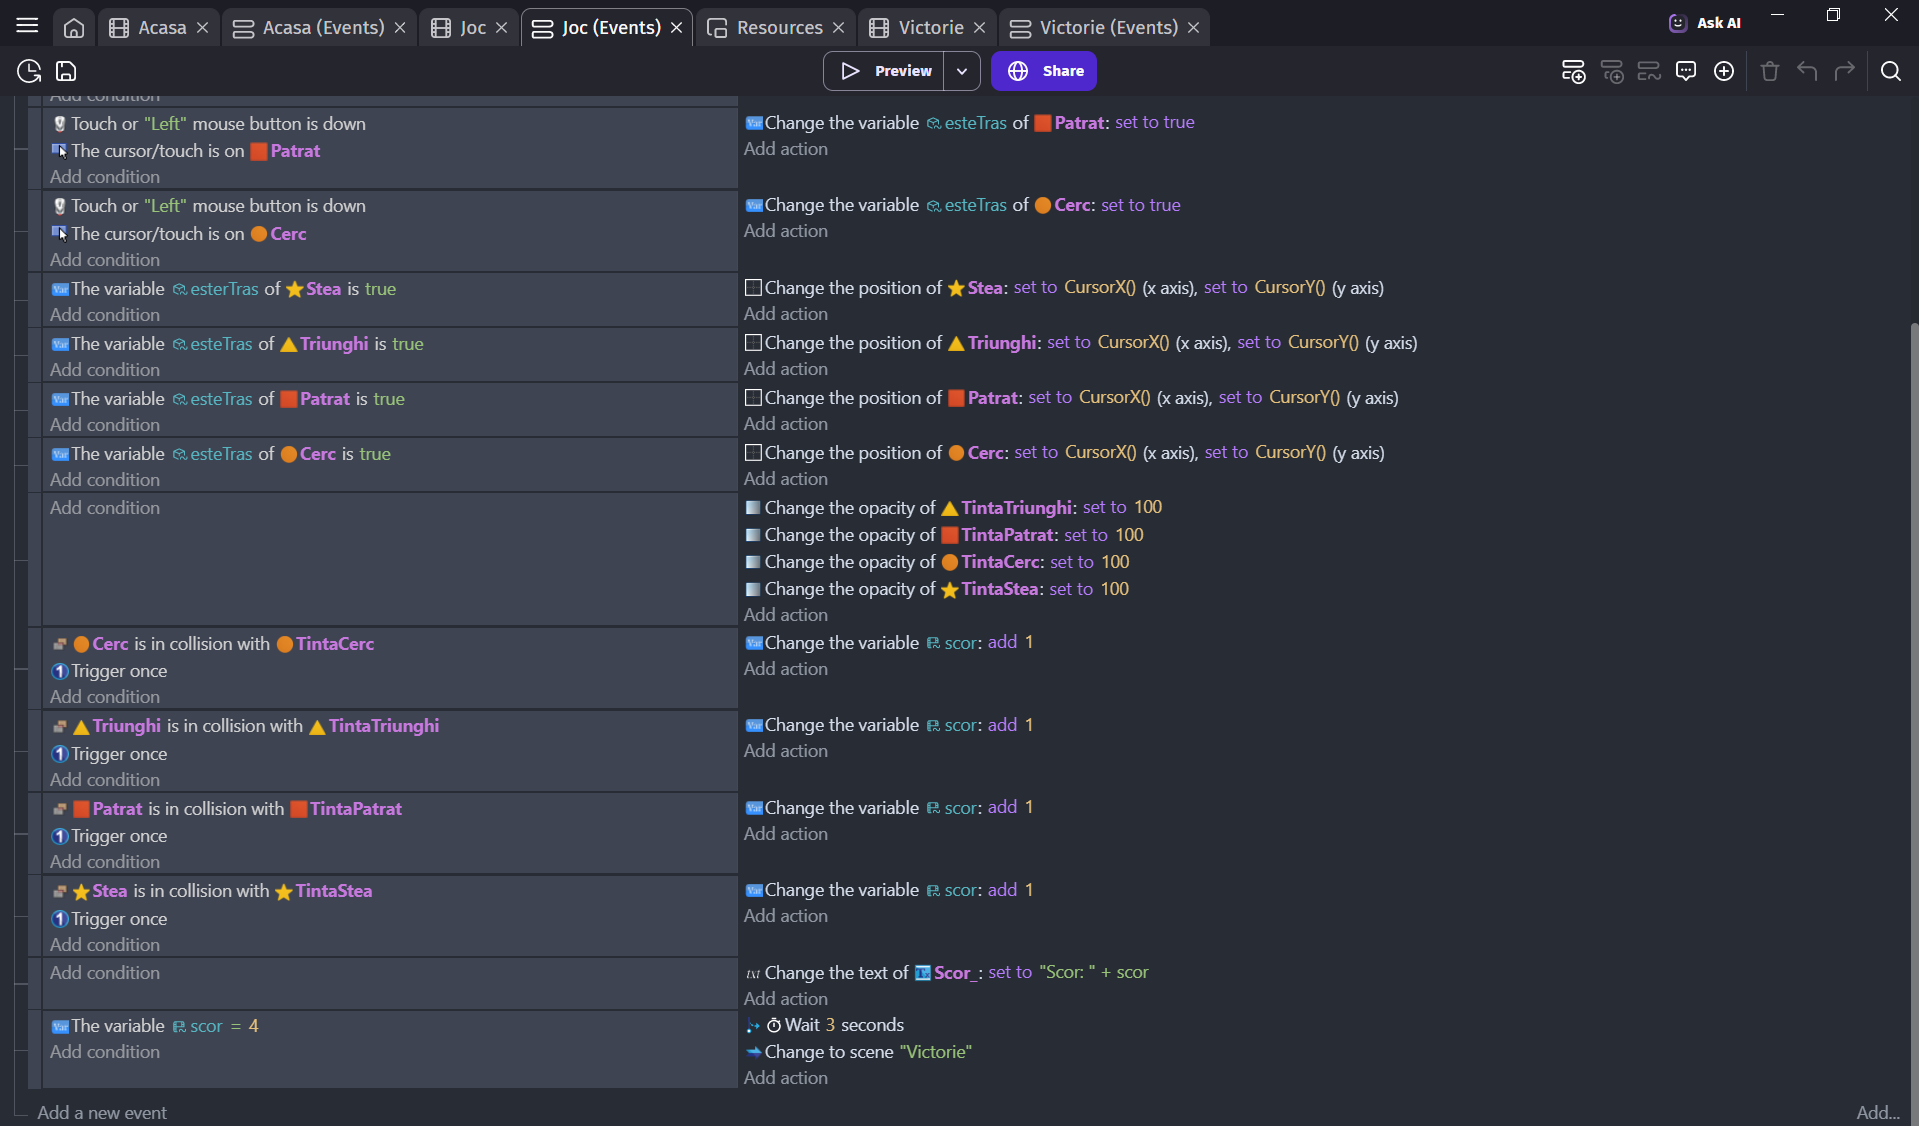 Acasa
Acasa (Events)
Joc
Joc (Events)
Resources
Victorie
Victorie (Events)
Ask AI
Preview
Share
Add condition
Touch or "Left" mouse button is down
The cursor/touch is on Patrat
Add condition
Change the variable esteTras of Patrat: set to true
Add action
Touch or "Left" mouse button is down
The cursor/touch is on Cerc
Add condition
Change the variable esteTras of Cerc: set to true
Add action
The variable esterTras of Stea is true
Add condition
Change the position of Stea: set to CursorX() (x axis), set to CursorY() (y axis)
Add action
The variable esteTras of Triunghi is true
Add condition
Change the position of Triunghi: set to CursorX() (x axis), set to CursorY() (y axis)
Add action
The variable esteTras of Patrat is true
Add condition
Change the position of Patrat: set to CursorX() (x axis), set to CursorY() (y axis)
Add action
The variable esteTras of Cerc is true
Add condition
Change the position of Cerc: set to CursorX() (x axis), set to CursorY() (y axis)
Add action
Add condition
Change the opacity of TintaTriunghi: set to 100
Change the opacity of TintaPatrat: set to 100
Change the opacity of TintaCerc: set to 100
Change the opacity of TintaStea: set to 100
Add action
Cerc is in collision with TintaCerc
Trigger once
Add condition
Change the variable scor: add 1
Add action
Triunghi is in collision with TintaTriunghi
Trigger once
Add condition
Change the variable scor: add 1
Add action
Patrat is in collision with TintaPatrat
Trigger once
Add condition
Change the variable scor: add 1
Add action
Stea is in collision with TintaStea
Trigger once
Add condition
Change the variable scor: add 1
Add action
Add condition
Change the text of Scor_: set to "Scor: " + scor
Add action
The variable scor = 4
Add condition
Wait 3 seconds
Change to scene "Victorie"
Add action
Add a new event
Add...